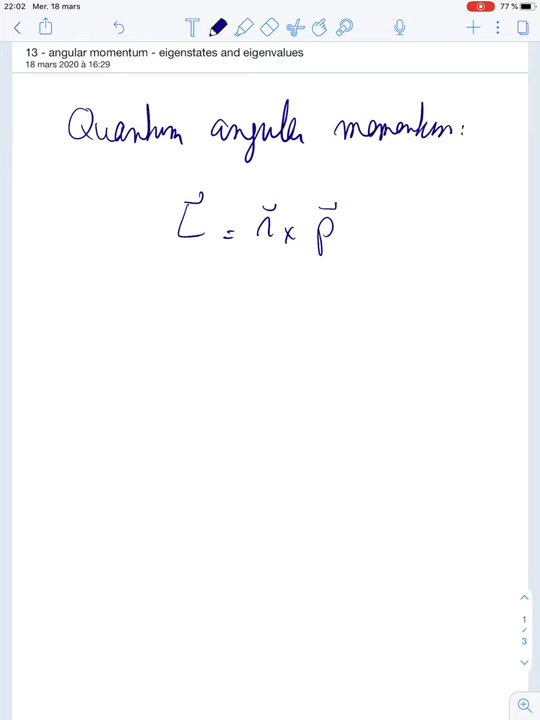 22:02 Mer. 18 mars 77 %
13 - angular momentum - eigenstates and eigenvalues
18 mars 2020 à 16:29
Quantum angular momentum:
L⃗ = r⃗ × p⃗
1
/
3